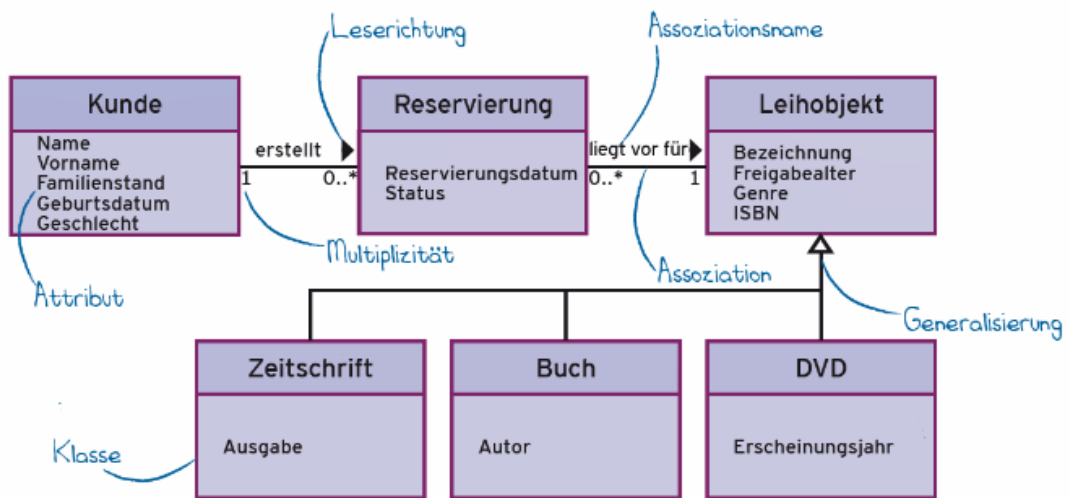 Leserichtung
Assoziationsname
Kunde
Name
Vorname
Familienstand
Geburtsdatum
Geschlecht
erstellt
1
0..*
Reservierung
Reservierungsdatum
Status
liegt vor für
0..*
1
Leihobjekt
Bezeichnung
Freigabealter
Genre
ISBN
Attribut
Multiplizität
Assoziation
Generalisierung
Zeitschrift
Ausgabe
Buch
Autor
DVD
Erscheinungsjahr
Klasse